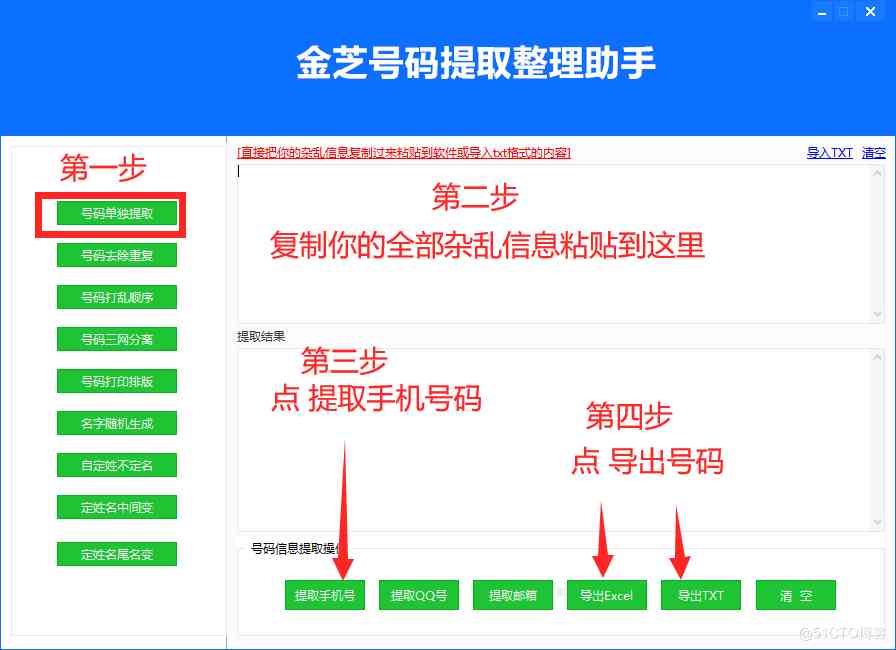 金芝号码提取整理助手
第一步
号码单独提取
号码去除重复
号码打乱顺序
号码三网分离
号码打印排版
名字随机生成
自定姓不定名
定姓名中间变
定姓名尾名变
[直接把你的杂乱信息复制过来粘贴到软件或导入txt格式的内容]
导入TXT 清空
第二步
复制你的全部杂乱信息粘贴到这里
提取结果
第三步
点 提取手机号码
第四步
点 导出号码
号码信息提取操作
提取手机号 提取QQ号 提取邮箱 导出Excel 导出TXT 清 空
@51CTO博客